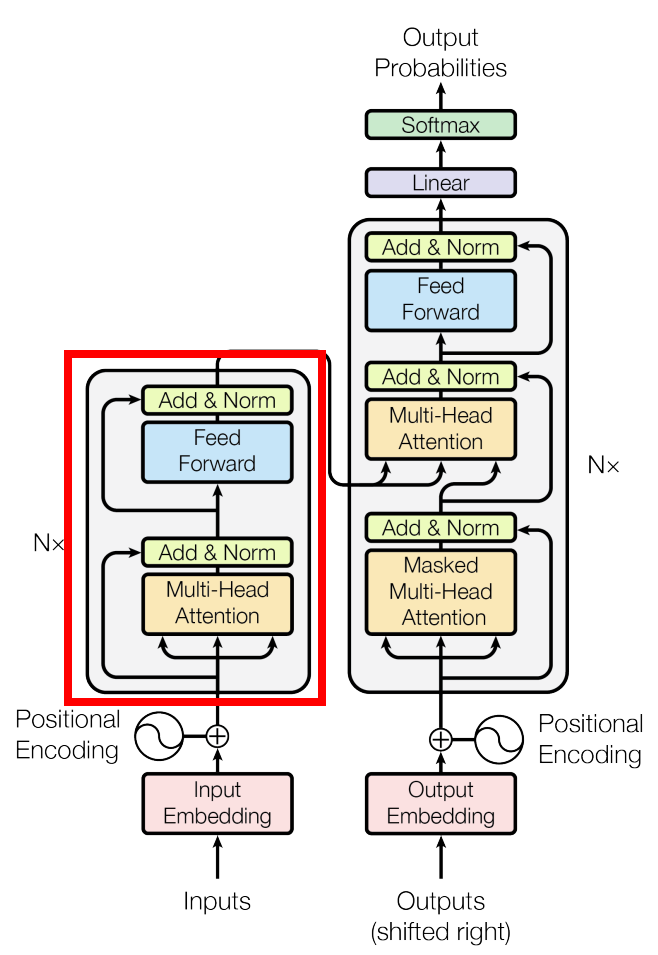 Output
Probabilities
Softmax
Linear
Add & Norm
Feed
Forward
Add & Norm
Multi-Head
Attention
Add & Norm
Masked
Multi-Head
Attention
N×
Add & Norm
Feed
Forward
Add & Norm
Multi-Head
Attention
N×
Positional
Encoding
Positional
Encoding
Input
Embedding
Output
Embedding
Inputs
Outputs
(shifted right)